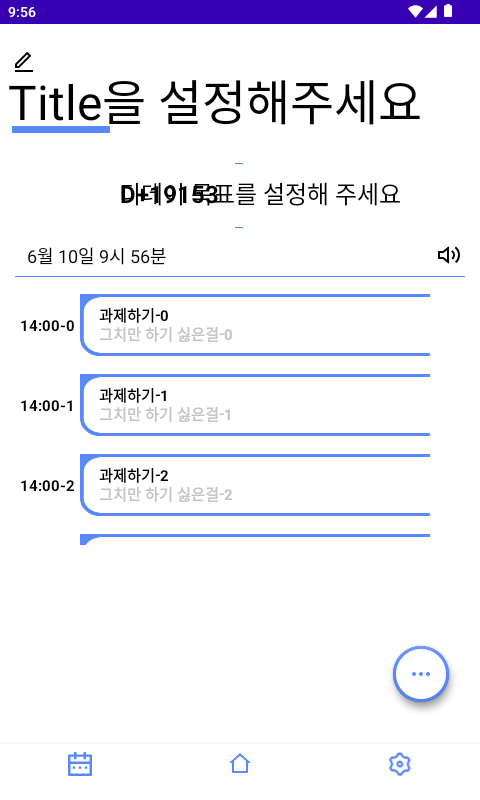 9:56
Title을 설정해주세요
D+19153
목표를 설정해 주세요
6월 10일 9시 56분
14:00-0
과제하기-0
그치만 하기 싫은걸-0
14:00-1
과제하기-1
그치만 하기 싫은걸-1
14:00-2
과제하기-2
그치만 하기 싫은걸-2